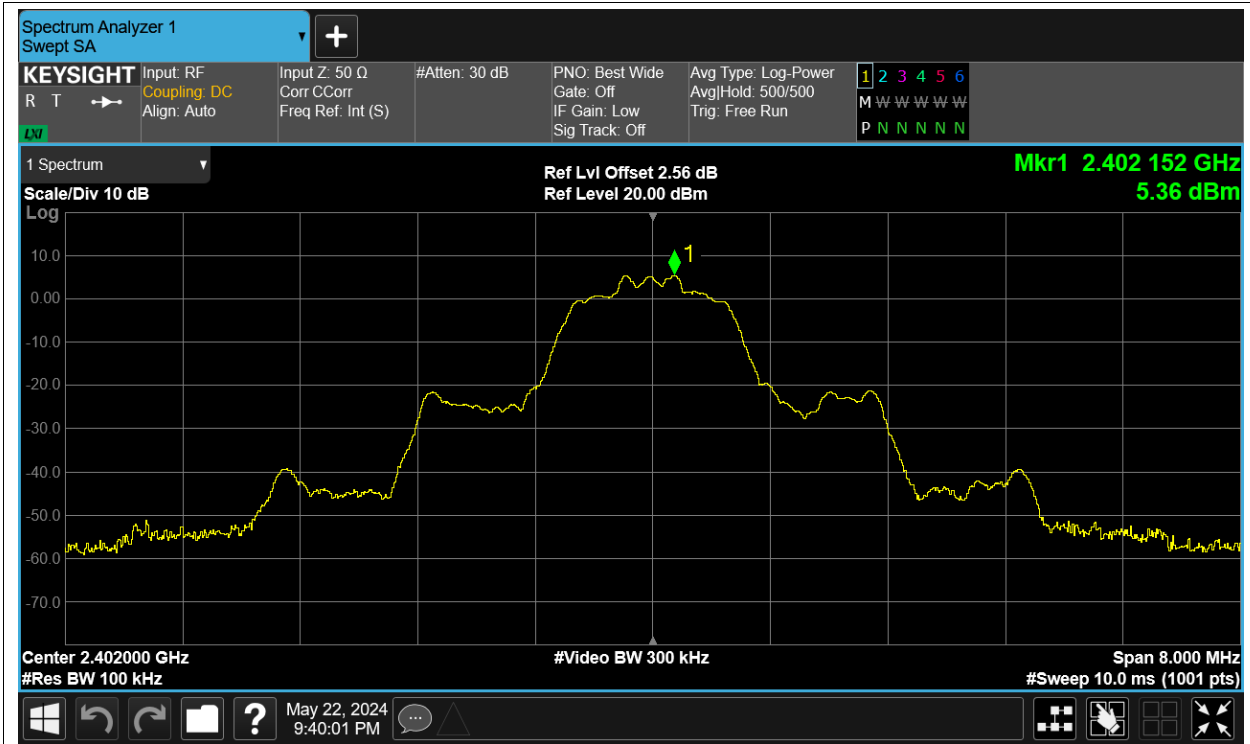 Spectrum Analyzer 1
Swept SA
KEYSIGHT
R T
LXI
Input: RF
Coupling: DC
Align: Auto
Input Z: 50 Ω
Corr CCorr
Freq Ref: Int (S)
#Atten: 30 dB
PNO: Best Wide
Gate: Off
IF Gain: Low
Sig Track: Off
Avg Type: Log-Power
Avg|Hold: 500/500
Trig: Free Run
1 2 3 4 5 6
M W W W W W
P N N N N N
1 Spectrum
Scale/Div 10 dB
Log
Ref Lvl Offset 2.56 dB
Ref Level 20.00 dBm
Mkr1 2.402 152 GHz
5.36 dBm
1
10.0
0.00
-10.0
-20.0
-30.0
-40.0
-50.0
-60.0
-70.0
Center 2.402000 GHz
#Res BW 100 kHz
#Video BW 300 kHz
Span 8.000 MHz
#Sweep 10.0 ms (1001 pts)
?
May 22, 2024
9:40:01 PM